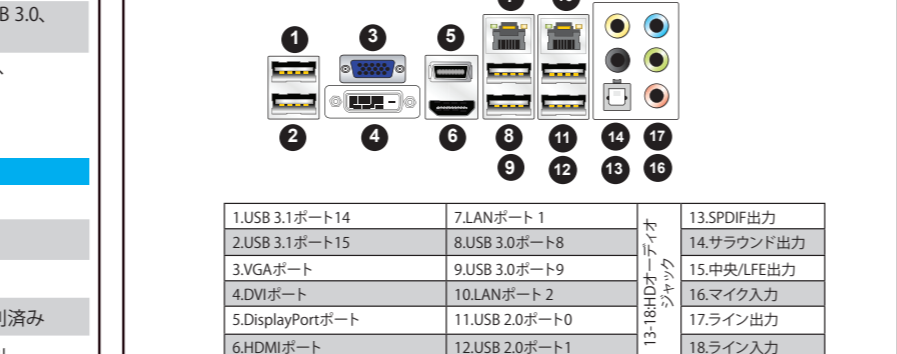 B 3.0、
、
1
3
5
2
4
6
8
11
14
17
9
12
13
16
1.USB 3.1ポート14
7.LANポート 1
13.SPDIF出力
2.USB 3.1ポート15
8.USB 3.0ポート8
14.サラウンド出力
3.VGAポート
9.USB 3.0ポート9
15.中央/LFE出力
4.DVIポート
10.LANポート 2
16.マイク入力
5.DisplayPortポート
11.USB 2.0ポート0
17.ライン出力
6.HDMIポート
12.USB 2.0ポート1
18.ライン入力
13-18:HDオーディオ
ジャック
済み